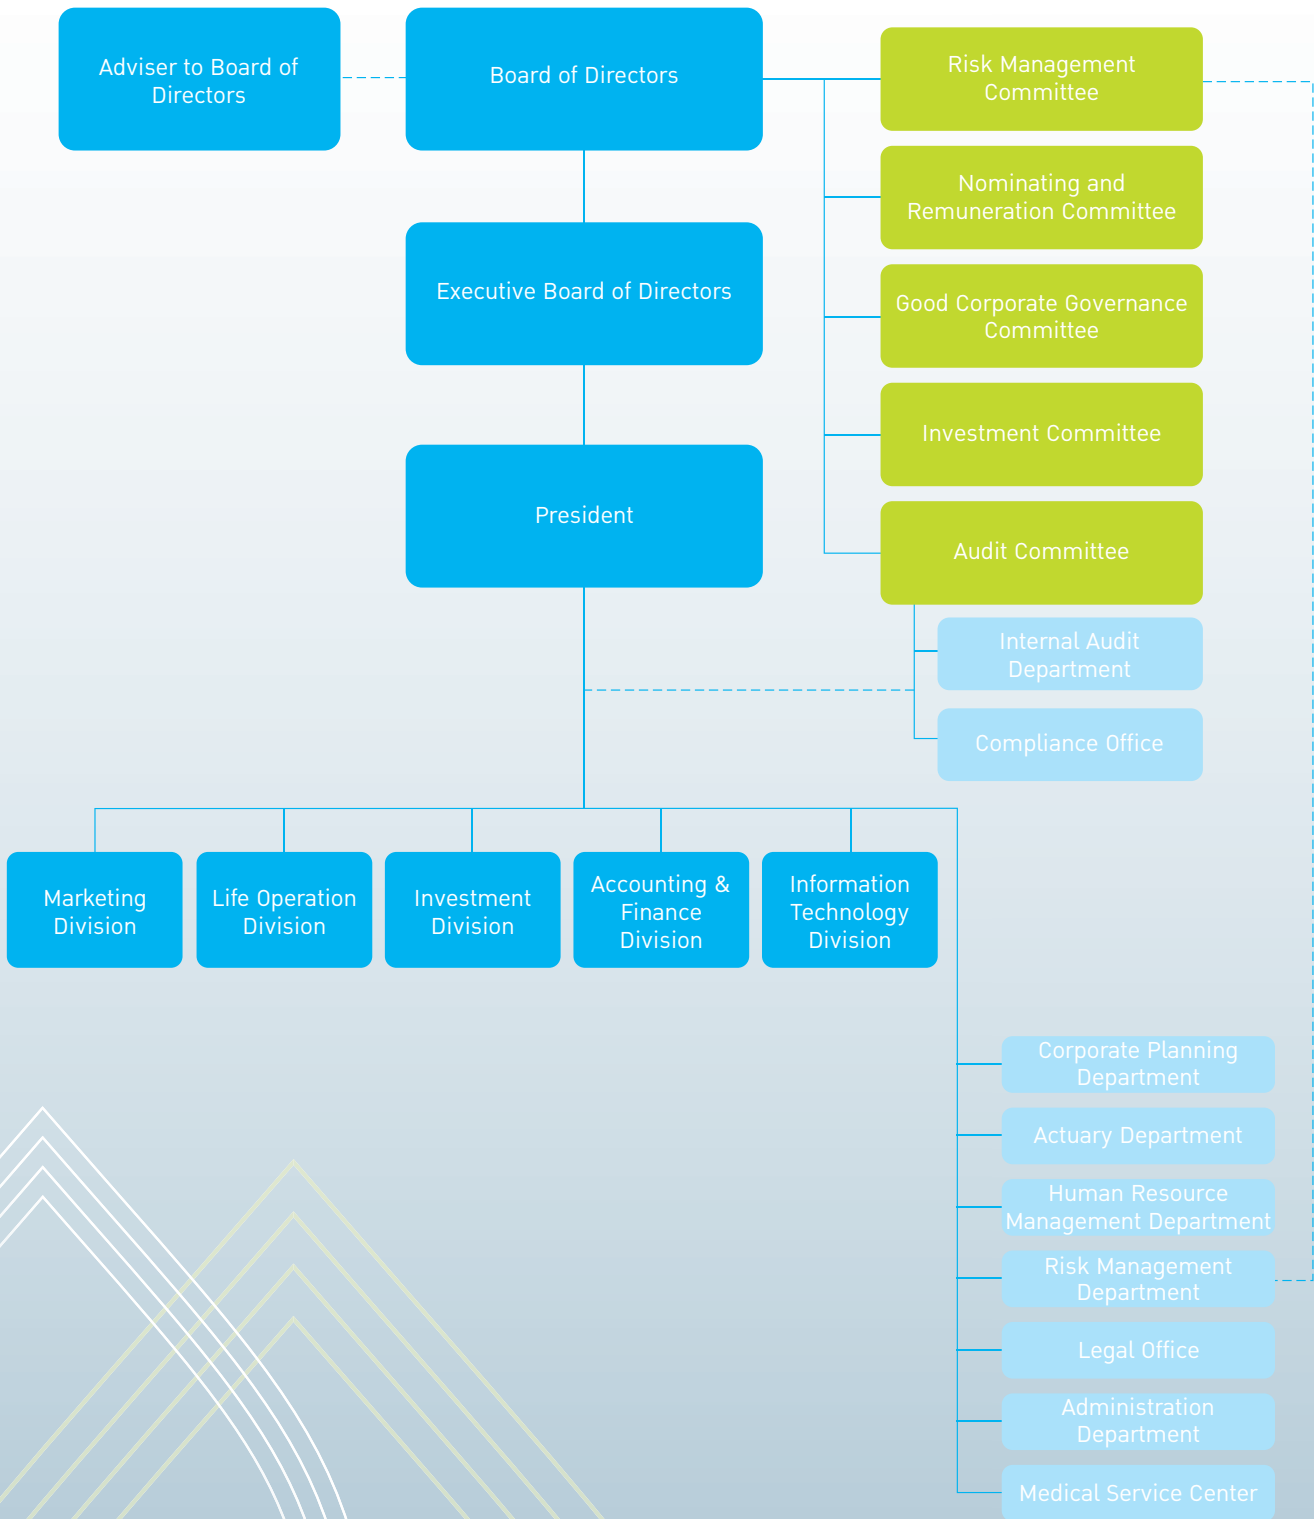 Adviser to Board of
Directors
Board of Directors
Risk Management
Committee
Nominating and
Remuneration Committee
Executive Board of Directors
Good Corporate Governance
Committee
Investment Committee
President
Audit Committee
Internal Audit
Department
Compliance Office
Marketing
Division
Life Operation
Division
Investment
Division
Accounting &
Finance
Division
Information
Technology
Division
Corporate Planning
Department
Actuary Department
Human Resource
Management Department
Risk Management
Department
Legal Office
Administration
Department
Medical Service Center